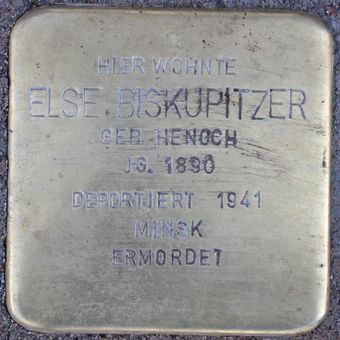 HIER WOHNTE
ELSE BISKUPITZER
GEB. HENOCH
JG. 1890
DEPORTIERT 1941
MINSK
ERMORDET